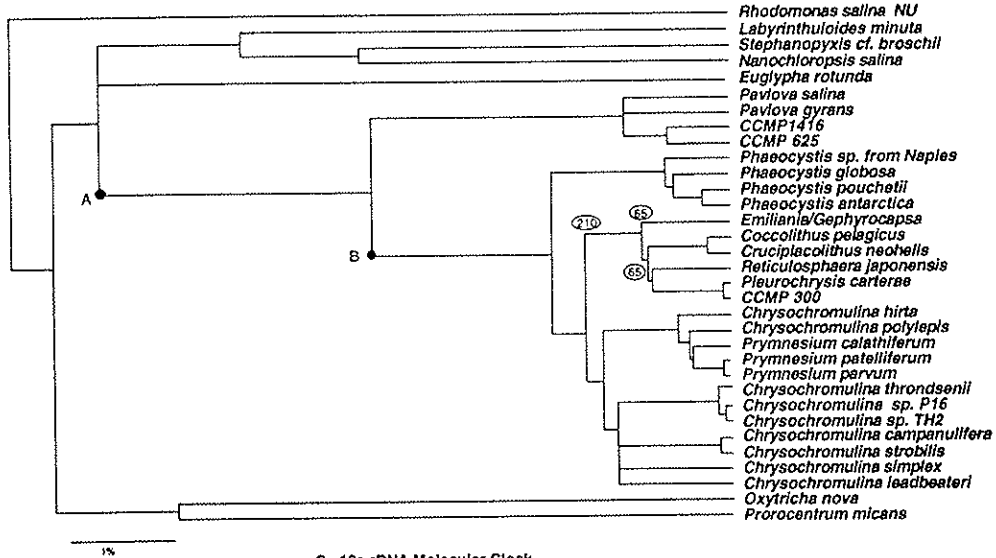 Rhodomonas salina NU
Labyrinthuloides minuta
Stephanopyxis cf. broschii
Nanochloropsis salina
Euglypha rotunda
Pavlova salina
Pavlova gyrans
CCMP1416
CCMP 625
Phaeocystis sp. from Naples
Phaeocystis globosa
Phaeocystis pouchetii
Phaeocystis antarctica
A
65
Emiliania/Gephyrocapsa
210
Coccolithus pelagicus
B
Cruciplacolithus neohelis
65
Reticulosphaera japonensis
Pleurochrysis carterae
CCMP 300
Chrysochromulina hirta
Chrysochromulina polylepis
Prymnesium calathiferum
Prymnesium patelliferum
Prymnesium parvum
Chrysochromulina throndsenii
Chrysochromulina sp. P16
Chrysochromulina sp. TH2
Chrysochromulina campanulifera
Chrysochromulina strobilis
Chrysochromulina simplex
Chrysochromulina leadbeateri
Oxytricha nova
Prorocentrum micans
1%